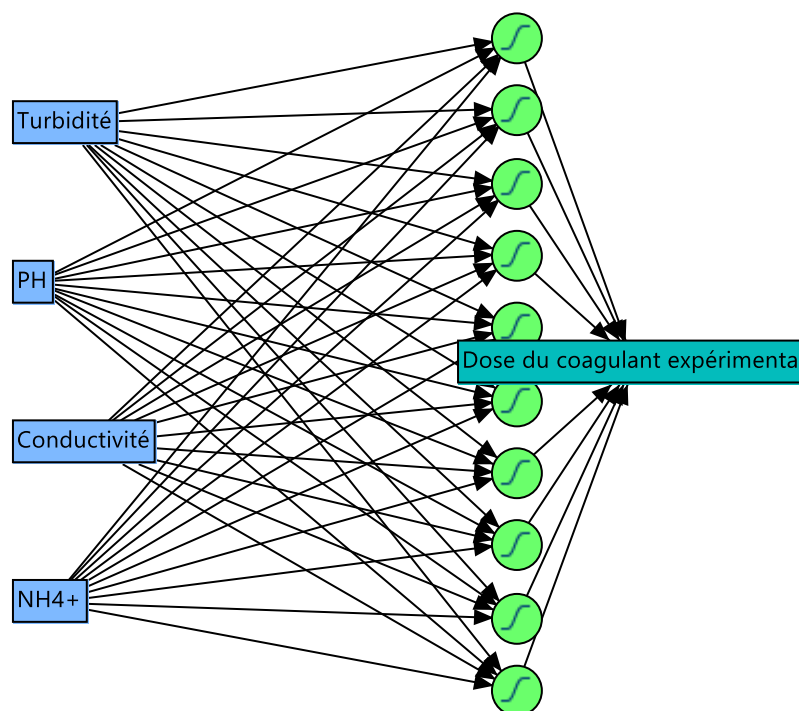 Turbidité
PH
Dose du coagulant expérimenta
Conductivité
NH4+